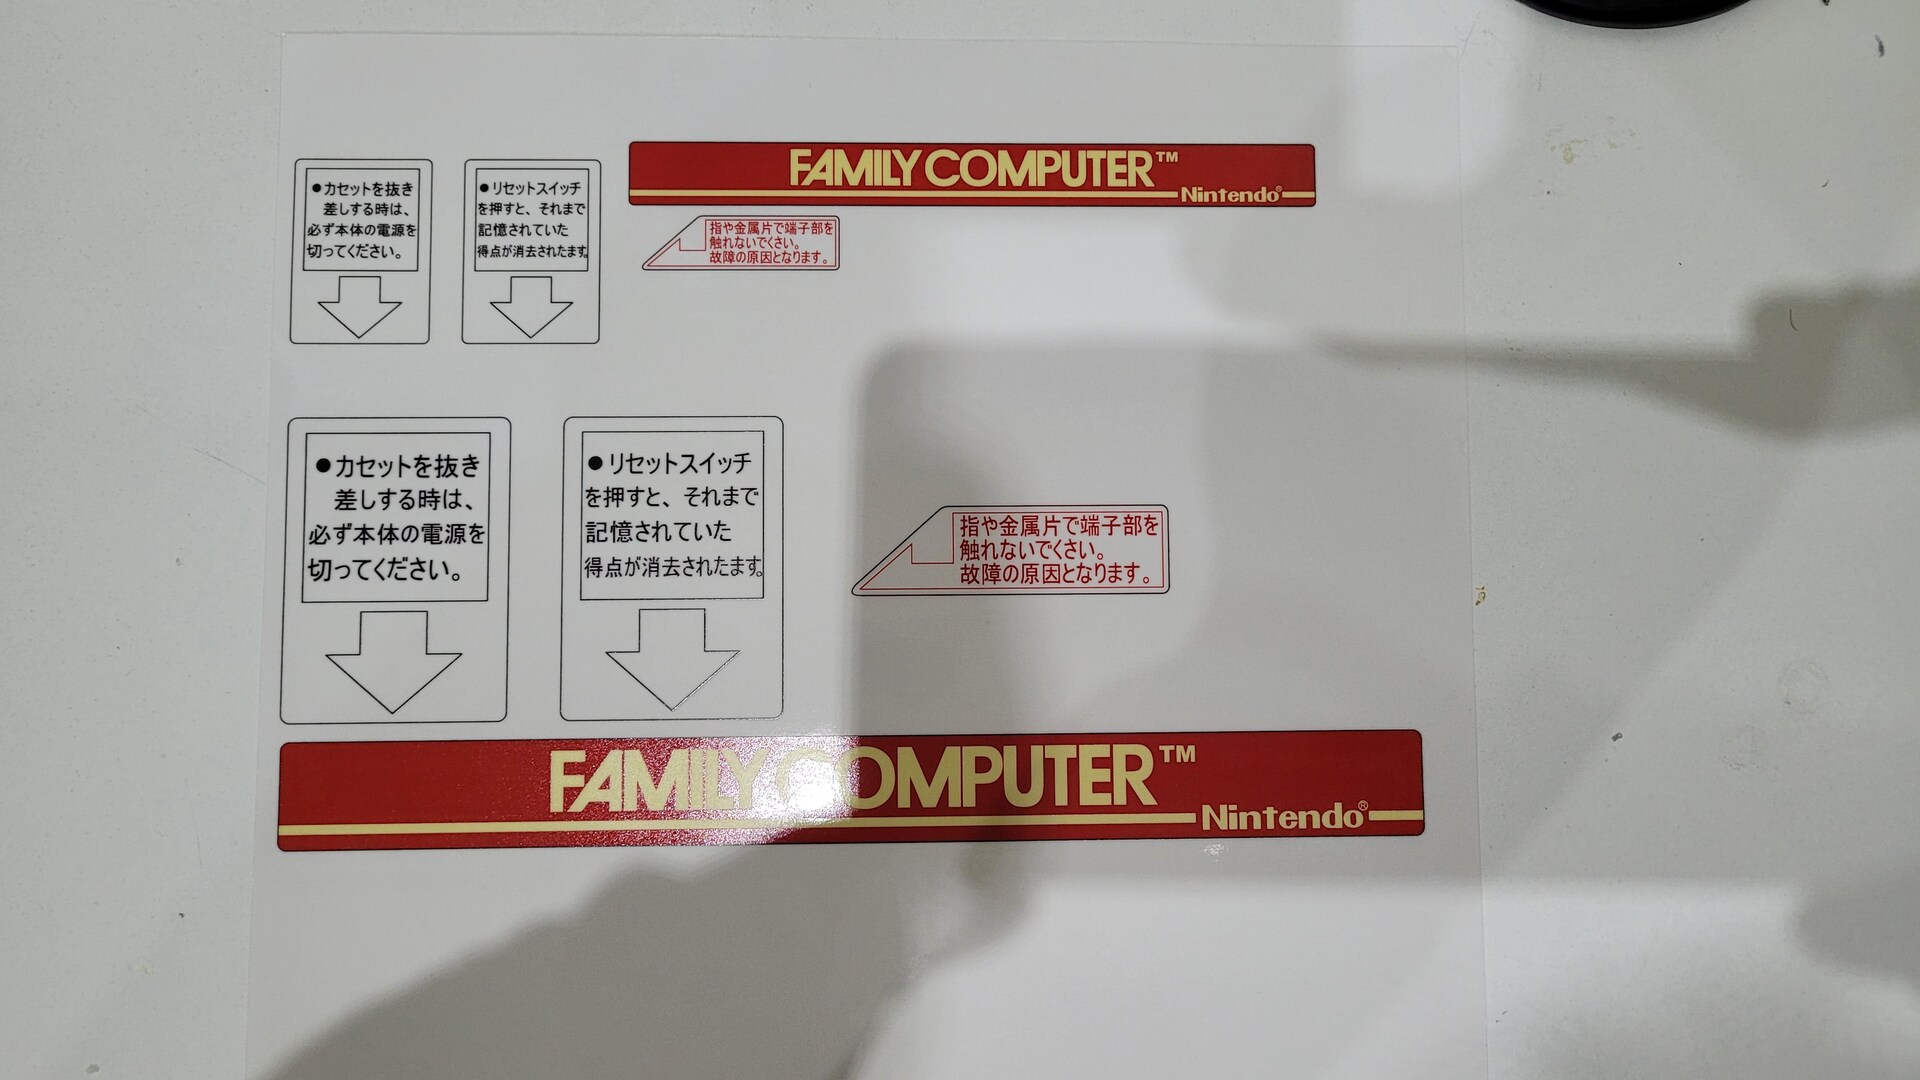 ●カセットを抜き
差しする時は、
必ず本体の電源を
切ってください。
●リセットスイッチ
を押すと、それまで
記憶されていた
得点が消去されたます。
FAMILY COMPUTER™
Nintendo®
指や金属片で端子部を
触れないでくさい。
故障の原因となります。
●カセットを抜き
差しする時は、
必ず本体の電源を
切ってください。
●リセットスイッチ
を押すと、それまで
記憶されていた
得点が消去されたます。
指や金属片で端子部を
触れないでくさい。
故障の原因となります。
FAMILY COMPUTER™
Nintendo®